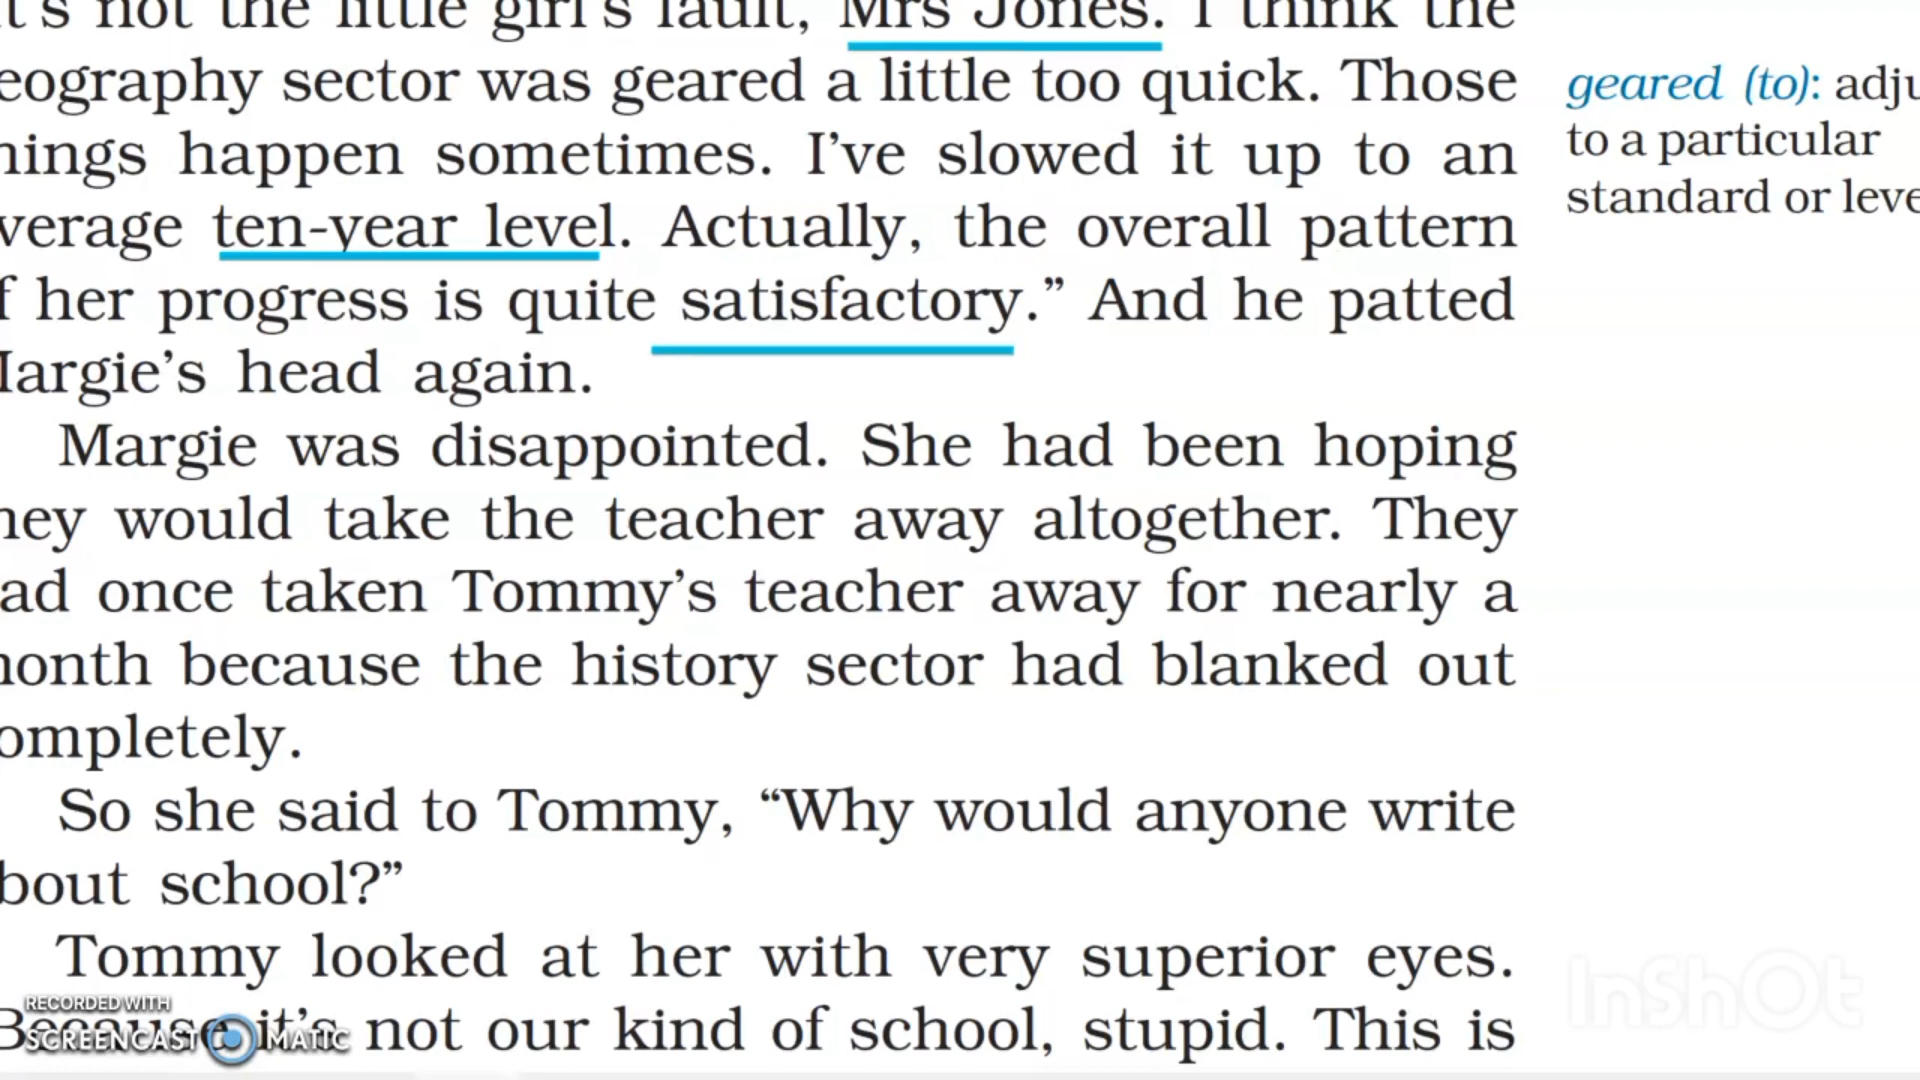 t's not the little girl's fault, Mrs Jones. I think the
eography sector was geared a little too quick. Those
hings happen sometimes. I've slowed it up to an
verage ten-year level. Actually, the overall pattern
f her progress is quite satisfactory.” And he patted
Margie's head again.
Margie was disappointed. She had been hoping
hey would take the teacher away altogether. They
ad once taken Tommy's teacher away for nearly a
month because the history sector had blanked out
ompletely.
So she said to Tommy, “Why would anyone write
bout school?”
Tommy looked at her with very superior eyes.
Because it's not our kind of school, stupid. This is
geared (to): adju
to a particular
standard or leve
RECORDED WITH
SCREENCAST MATIC
InShOt